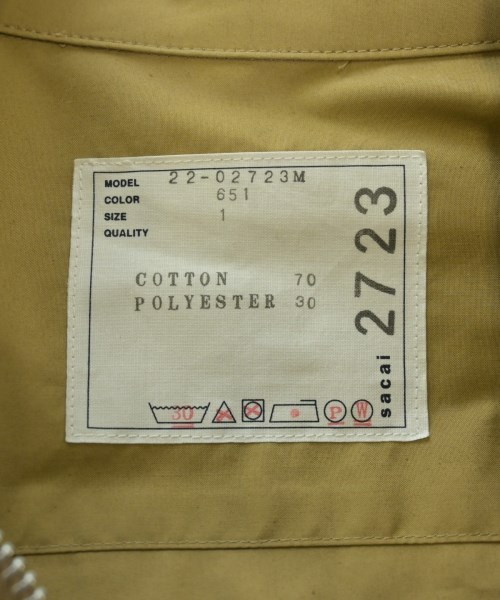 MODEL 22-02723M
COLOR 651
SIZE 1
QUALITY
COTTON 70
POLYESTER 30
30 P W
sacai 2723